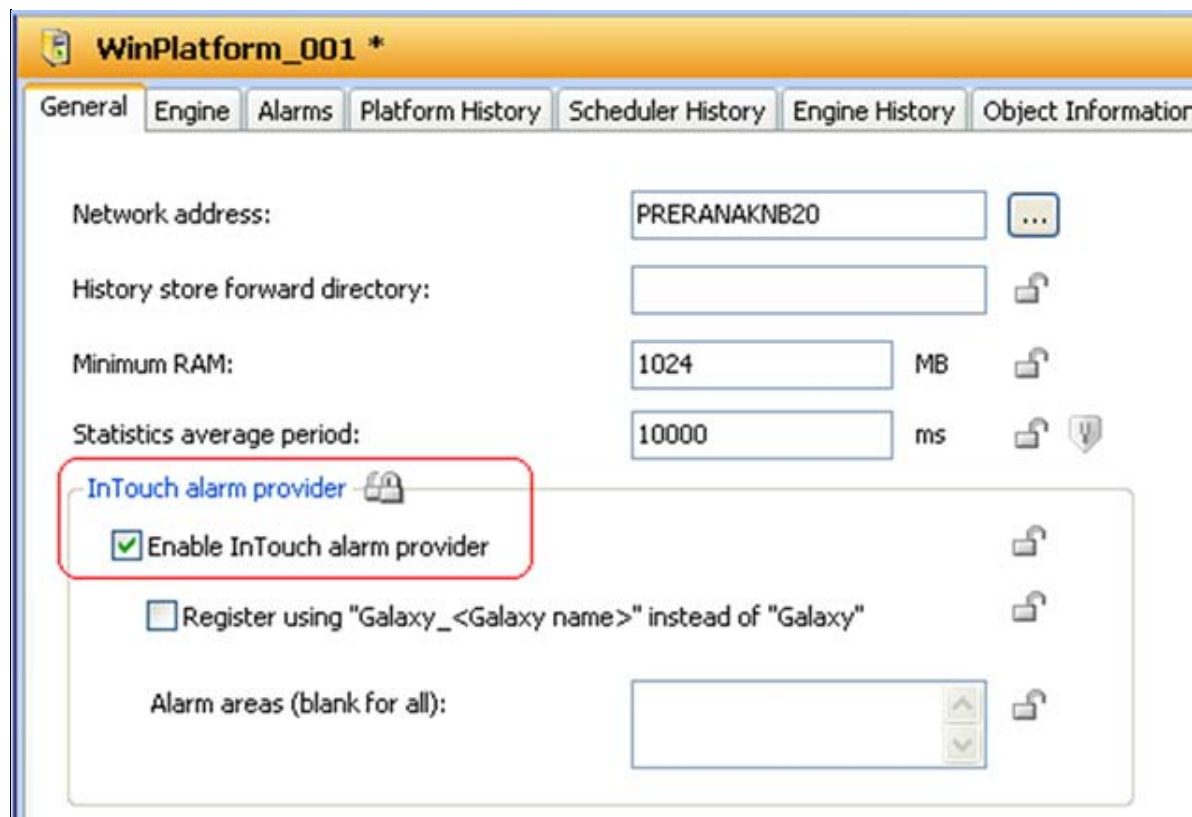 WinPlatform_001 *
General Engine Alarms Platform History Scheduler History Engine History Object Information
Network address: PRERANAKNB20 ...
History store forward directory:
Minimum RAM: 1024 MB
Statistics average period: 10000 ms
InTouch alarm provider
Enable InTouch alarm provider
Register using "Galaxy_<Galaxy name>" instead of "Galaxy"
Alarm areas (blank for all):